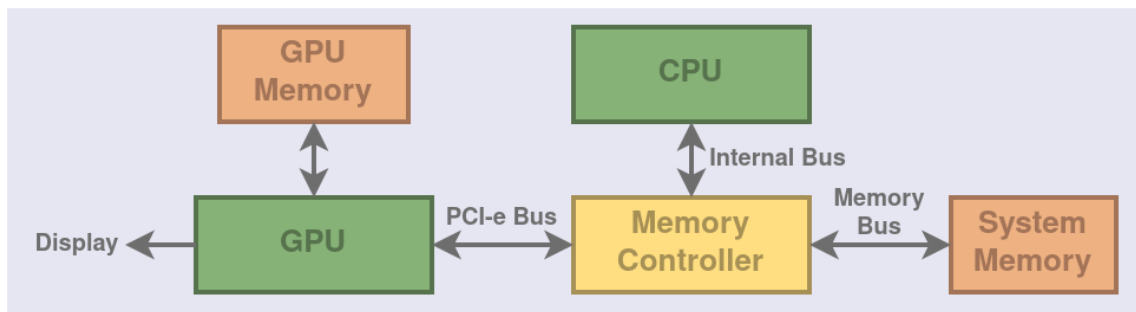 GPU
Memory
CPU
Internal Bus
Display
GPU
PCI-e Bus
Memory
Controller
Memory
Bus
System
Memory